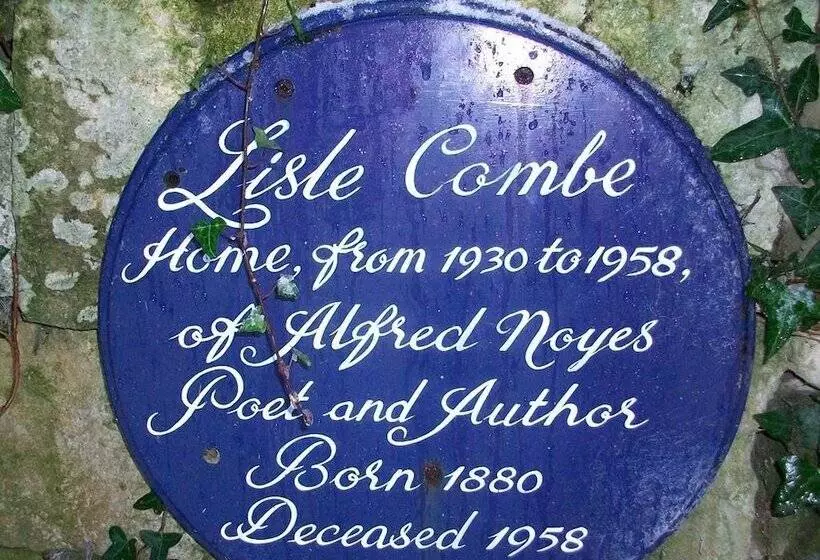 Lisle Combe
Home, from 1930 to 1958,
of Alfred Noyes
Poet and Author
Born 1880
Deceased 1958